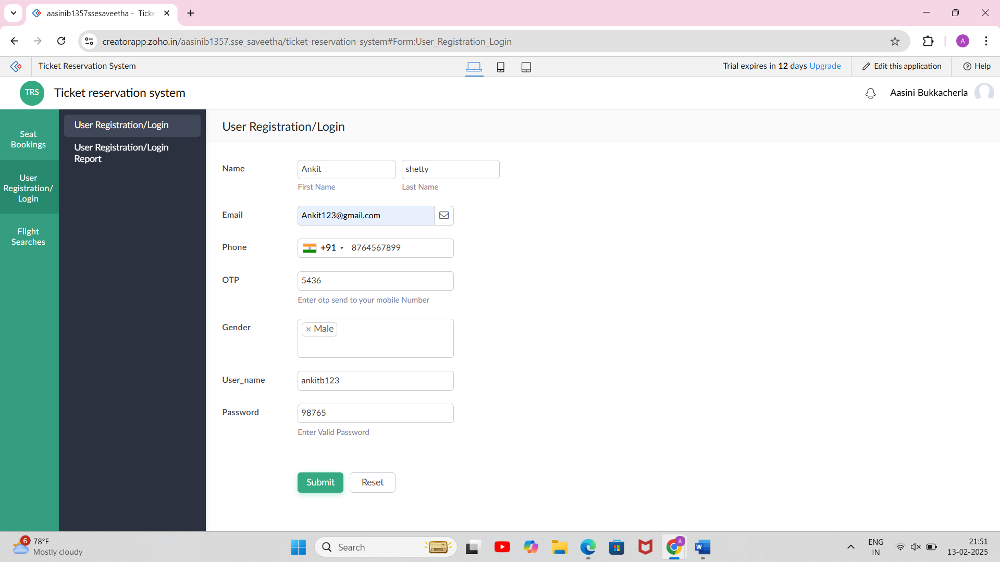 aasinib1357ssesaveetha - Ticke
creatorapp.zoho.in/aasinib1357.sse_saveetha/ticket-reservation-system#Form:User_Registration_Login
A
Ticket Reservation System
Trial expires in 12 days Upgrade
Edit this application
Help
TRS
Ticket reservation system
Aasini Bukkacherla
Seat
Bookings
User
Registration/
Login
Flight
Searches
User Registration/Login
User Registration/Login
Report
User Registration/Login
Name
Ankit
shetty
First Name
Last Name
Email
Ankit123@gmail.com
Phone
+91
8764567899
OTP
5436
Enter otp send to your mobile Number
Gender
× Male
User_name
ankitb123
Password
98765
Enter Valid Password
Submit
Reset
6
78°F
Mostly cloudy
Search
A
W
ENG
IN
21:51
13-02-2025